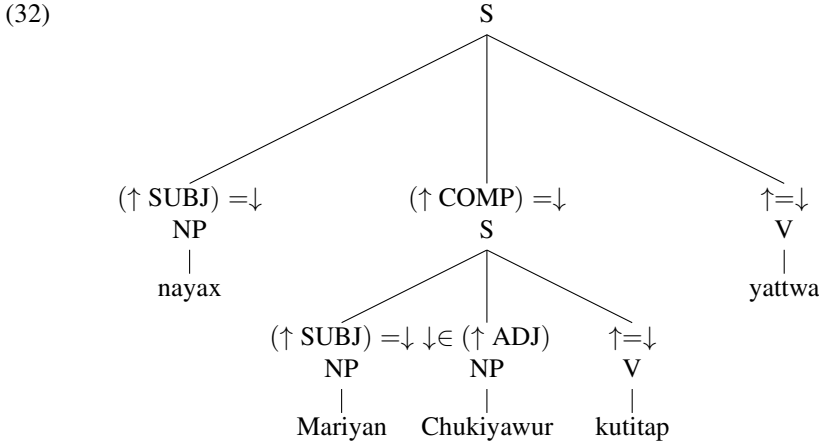 (32) S
(↑ SUBJ) =↓ (↑ COMP) =↓ ↑=↓
NP S V
nayax yattwa
(↑ SUBJ) =↓ ↓∈ (↑ ADJ) ↑=↓
NP NP V
Mariyan Chukiyawur kutitap